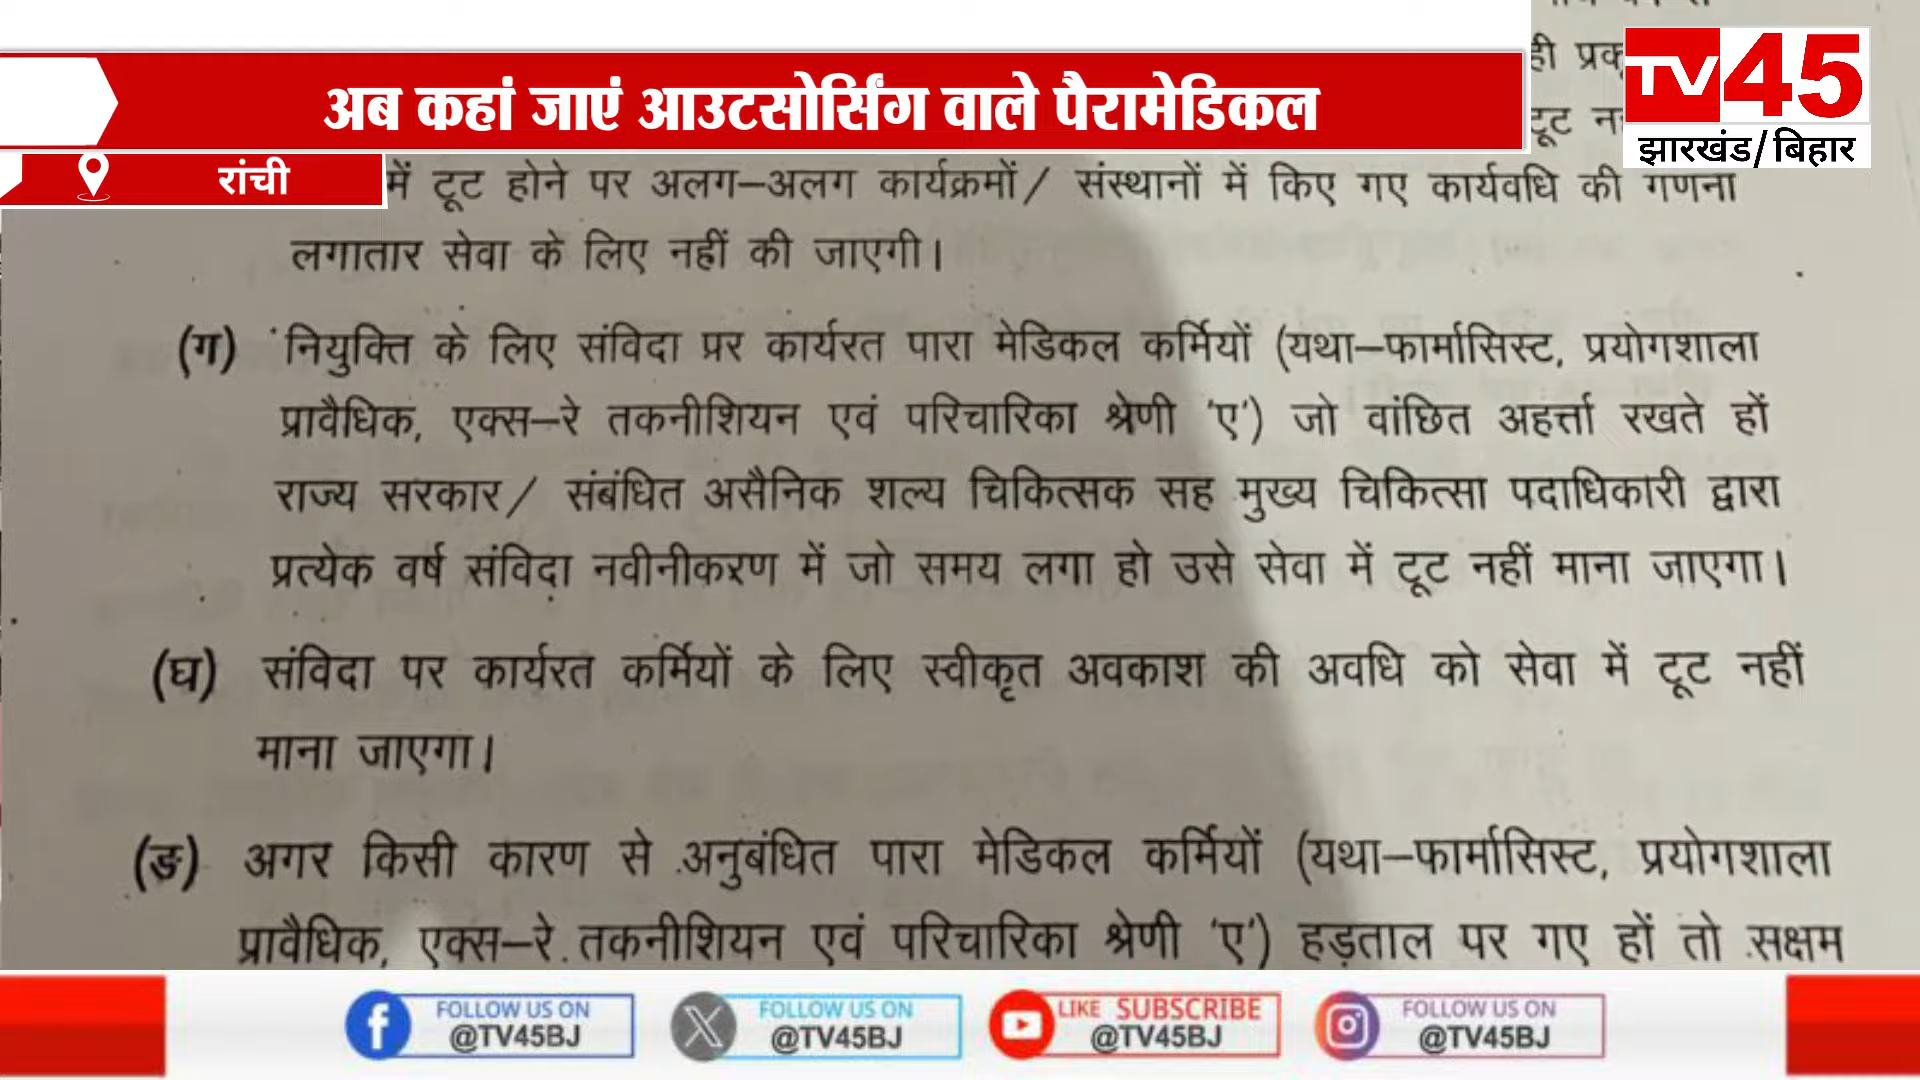 अब कहां जाएं आउटसोर्सिंग वाले पैरामेडिकल
रांची
TV45
झारखंड/बिहार
में टूट होने पर अलग–अलग कार्यक्रमों/ संस्थानों में किए गए कार्यवधि की गणना
लगातार सेवा के लिए नहीं की जाएगी।
(ग) नियुक्ति के लिए संविदा पर कार्यरत पारा मेडिकल कर्मियों (यथा–फार्मासिस्ट, प्रयोगशाला
प्रावैधिक, एक्स–रे तकनीशियन एवं परिचारिका श्रेणी 'ए') जो वांछित अहर्त्ता रखते हों
राज्य सरकार/ संबंधित असैनिक शल्य चिकित्सक सह मुख्य चिकित्सा पदाधिकारी द्वारा
प्रत्येक वर्ष संविदा नवीनीकरण में जो समय लगा हो उसे सेवा में टूट नहीं माना जाएगा।
(घ) संविदा पर कार्यरत कर्मियों के लिए स्वीकृत अवकाश की अवधि को सेवा में टूट नहीं
माना जाएगा।
(ङ) अगर किसी कारण से अनुबंधित पारा मेडिकल कर्मियों (यथा–फार्मासिस्ट, प्रयोगशाला
प्रावैधिक, एक्स–रे तकनीशियन एवं परिचारिका श्रेणी 'ए') हड़ताल पर गए हों तो सक्षम
FOLLOW US ON
@TV45BJ
FOLLOW US ON
@TV45BJ
LIKE SUBSCRIBE
@TV45BJ
FOLLOW US ON
@TV45BJ